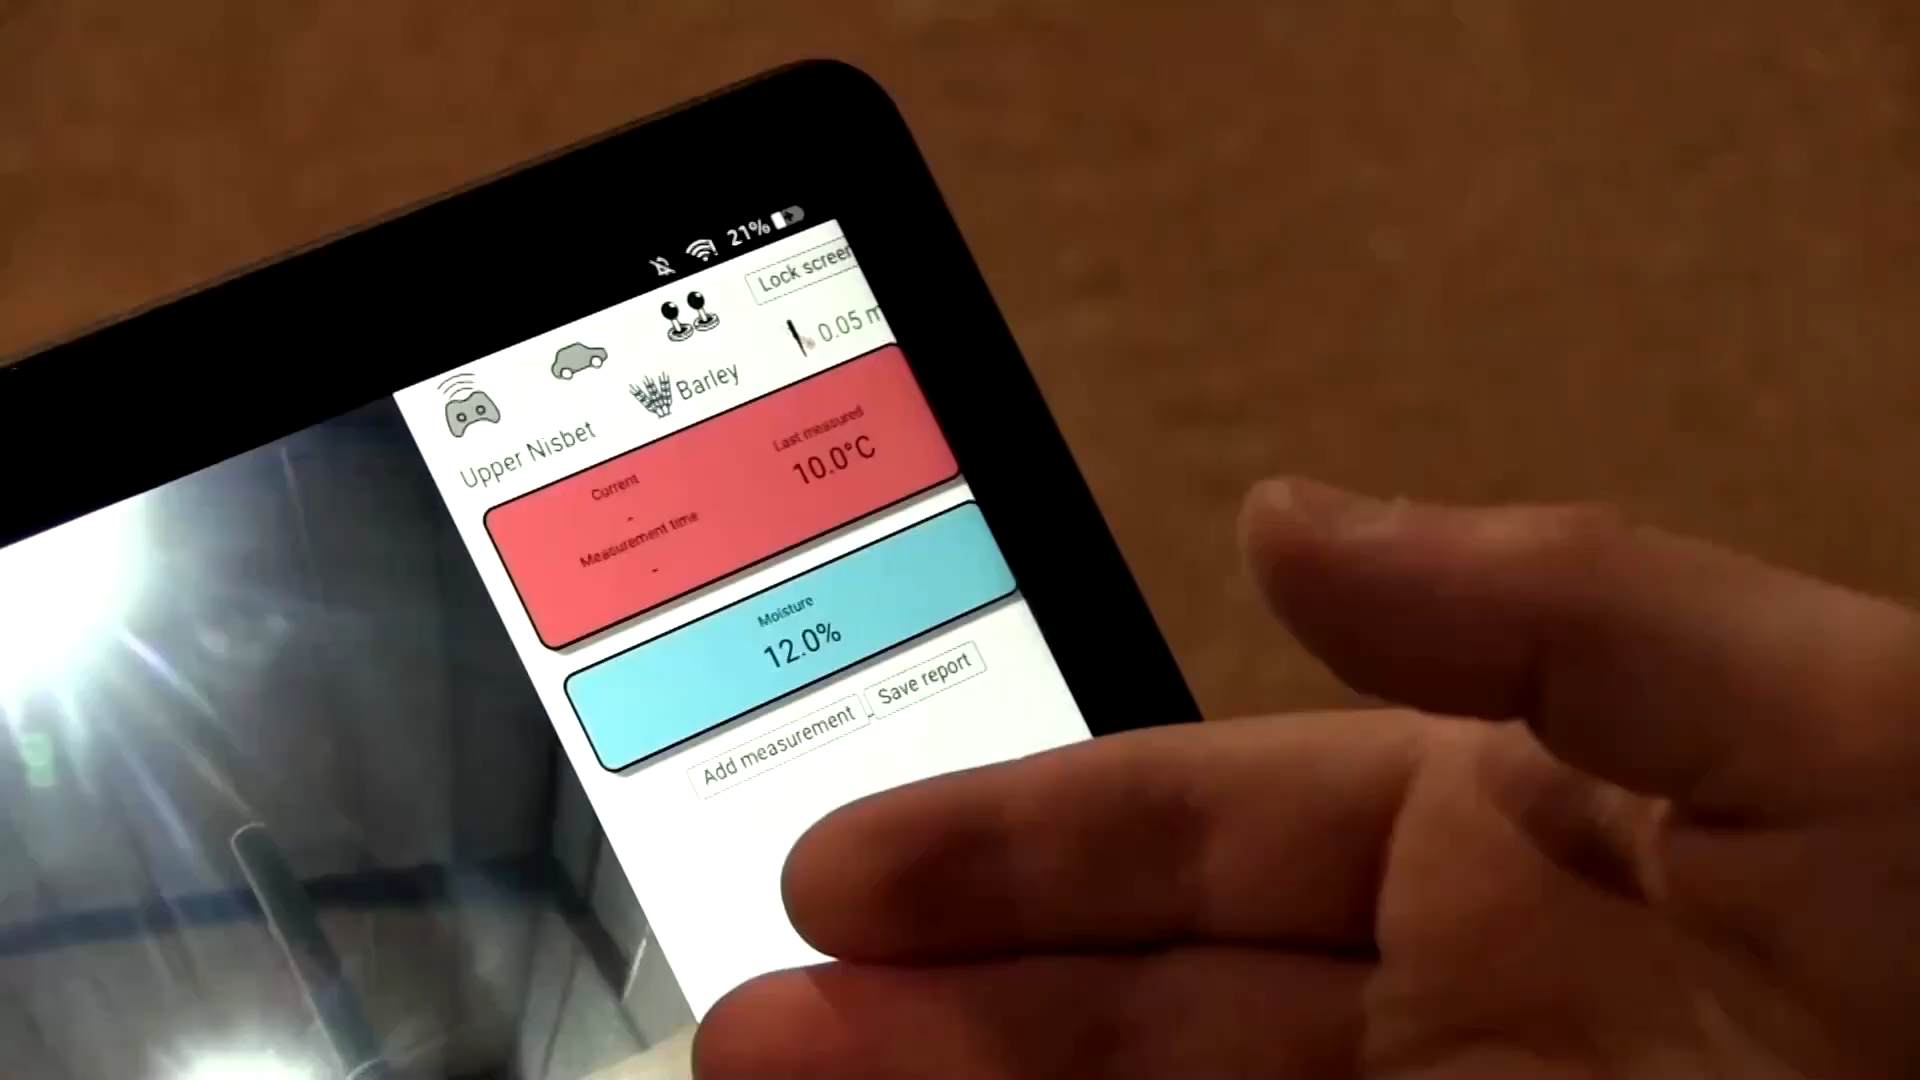 21%
Lock screen
0.05 m
Barley
Upper Nisbet
Current
-
Last measured
10.0°C
Measurement time
-
Moisture
12.0%
Add measurement
Save report